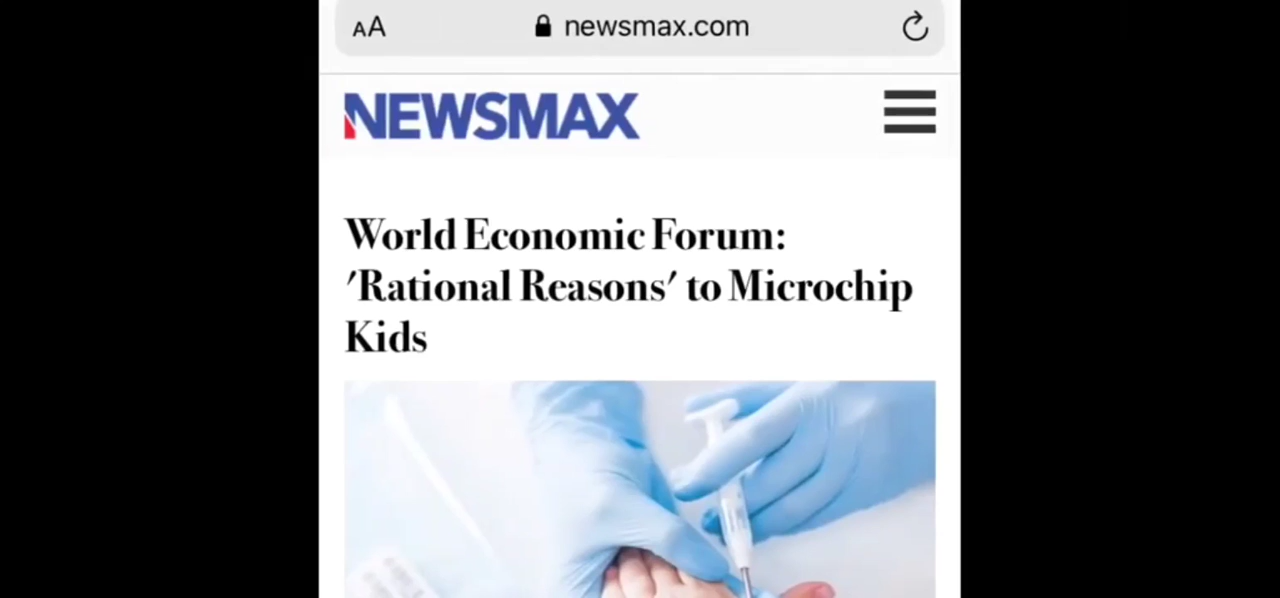 AA newsmax.com
NEWSMAX
World Economic Forum:
'Rational Reasons' to Microchip
Kids